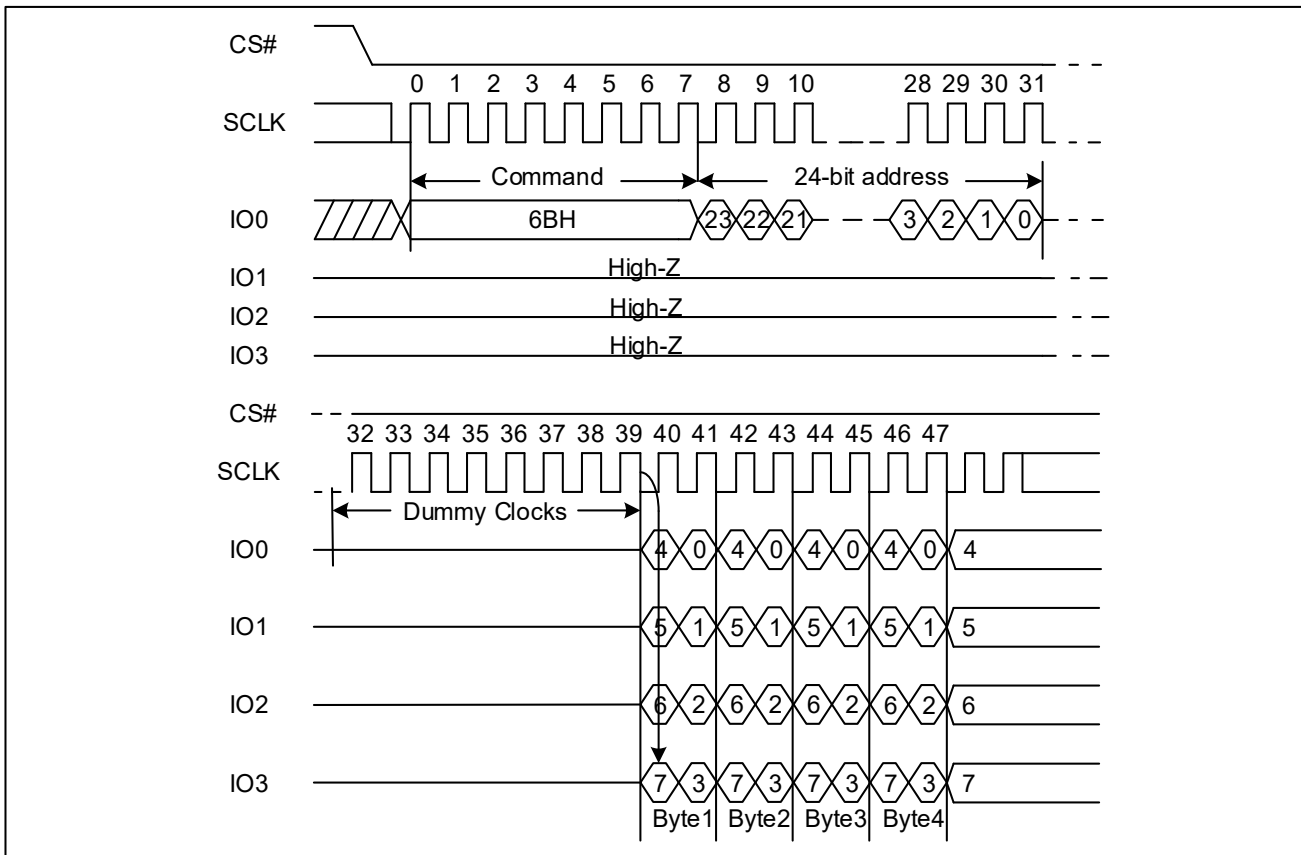 CS#
0 1 2 3 4 5 6 7 8 9 10 28 29 30 31
SCLK
Command 24-bit address
IO0 6BH 23 22 21 3 2 1 0
IO1 High-Z
IO2 High-Z
IO3 High-Z
CS#
32 33 34 35 36 37 38 39 40 41 42 43 44 45 46 47
SCLK
Dummy Clocks
IO0 4 0 4 0 4 0 4 0 4
IO1 5 1 5 1 5 1 5 1 5
IO2 6 2 6 2 6 2 6 2 6
IO3 7 3 7 3 7 3 7 3 7
Byte1 Byte2 Byte3 Byte4